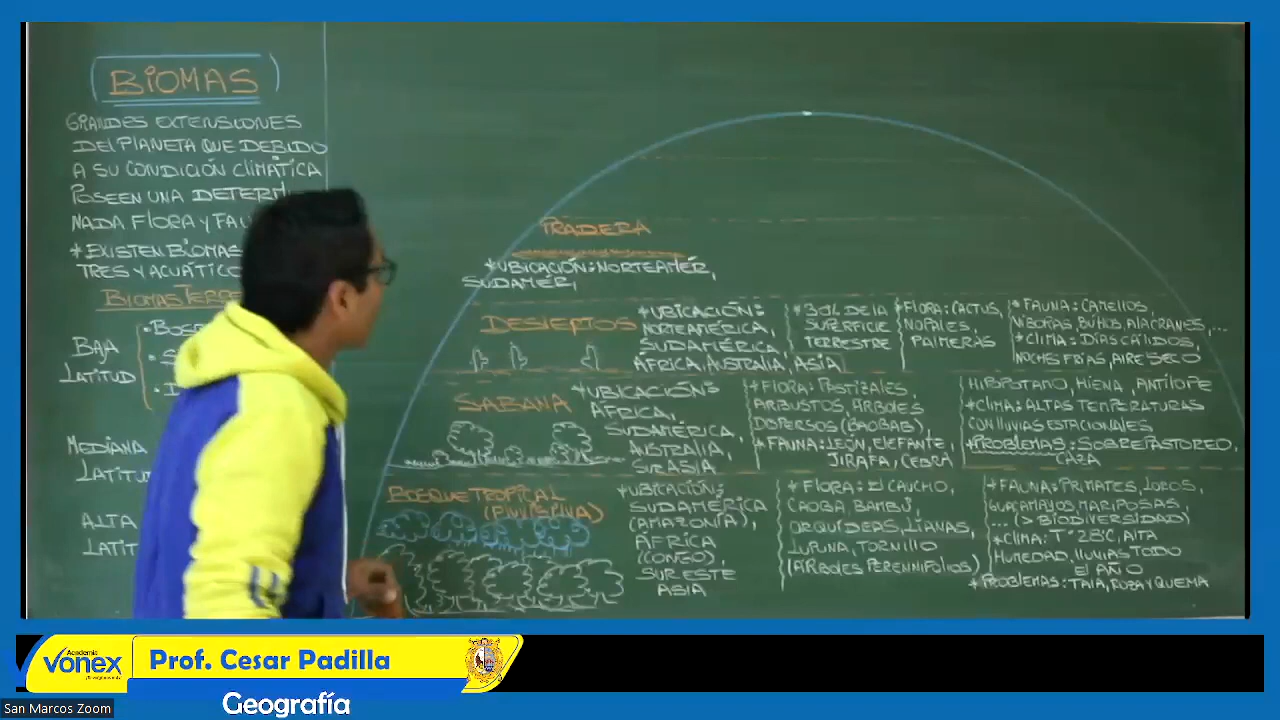 BIOMAS
GRANDES EXTENSIONES
DEL PLANETA QUE DEBIDO
A SU CONDICIÓN CLIMÁTICA
POSEEN UNA DETERMI
NADA FLORA Y FAU
* EXISTEN BIOMAS
TRES Y ACUÁTICO
BIOMAS TERRE
BAJA
LATITUD
MEDIANA
LATITU
ALTA
LATI
PRADERA
* UBICACIÓN: NORTEAMÉR,
SUDAMÉR,
DESIERTOS
* UBICACIÓN:
NORTEAMÉRICA,
SUDAMÉRICA,
ÁFRICA, AUSTRALIA, ASIA
* 30% DE LA
SUPERFICIE
TERRESTRE
* FLORA: CACTUS,
NOPALES,
PALMERAS
* FAUNA: CAMELLOS,
VÍBORAS, BÚHOS, ALACRANES,...
* CLIMA: DÍAS CÁLIDOS,
NOCHES FRÍAS, AIRE SECO
SABANA
* UBICACIÓN:
ÁFRICA,
SUDAMÉRICA,
AUSTRALIA,
SURASIA
* FLORA: PASTIZALES,
ARBUSTOS, ÁRBOLES
DISPERSOS (BAOBAB),
* FAUNA: LEÓN, ELEFANTE,
JIRAFA, CEBRA
HIPOPÓTAMO, HIENA, ANTÍLOPE
* CLIMA: ALTAS TEMPERATURAS
CON LLUVIAS ESTACIONALES
* PROBLEMAS: SOBREPASTOREO,
CAZA
BOSQUE TROPICAL
(PLUVISILVA)
* UBICACIÓN:
SUDAMÉRICA
(AMAZONÍA),
ÁFRICA
(CONGO),
SURESTE
ASIA
* FLORA: EL CAUCHO,
CAOBA, BAMBÚ,
ORQUÍDEAS, LIANAS,
LUPUNA, TORNILLO
(ÁRBOLES PERENNIFOLIOS)
* FAUNA: PRIMATES, LOROS,
GUACAMAYOS, MARIPOSAS,
... (> BIODIVERSIDAD)
* CLIMA: T° 28°C, ALTA
HUMEDAD, LLUVIAS TODO
EL AÑO
* PROBLEMAS: TALA, ROZA Y QUEMA
Academia
vonex
Prof. Cesar Padilla
Geografía
San Marcos Zoom